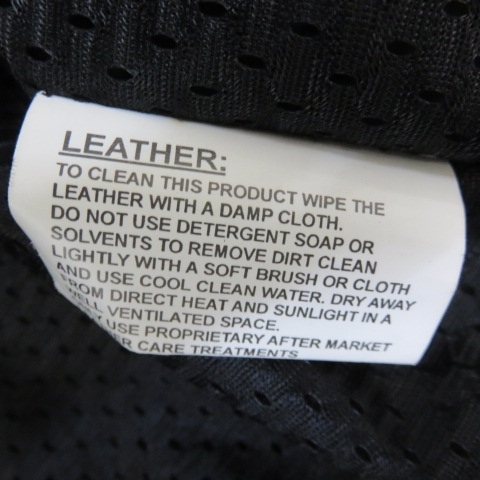 LEATHER:
TO CLEAN THIS PRODUCT WIPE THE
LEATHER WITH A DAMP CLOTH.
DO NOT USE DETERGENT SOAP OR
SOLVENTS TO REMOVE DIRT CLEAN
LIGHTLY WITH A SOFT BRUSH OR CLOTH
AND USE COOL CLEAN WATER. DRY AWAY
FROM DIRECT HEAT AND SUNLIGHT IN A
WELL VENTILATED SPACE.
USE PROPRIETARY AFTER MARKET
CARE TREATMENTS